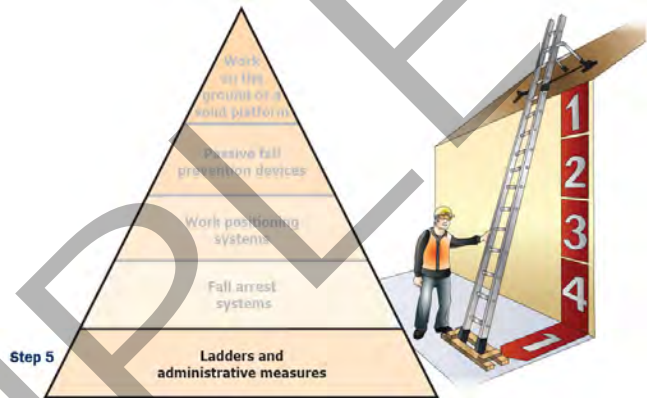 Work
on the
ground or a
solid platform
Passive fall
prevention devices
Work positioning
systems
Fall arrest
systems
Step 5
Ladders and
administrative measures
1
2
3
4
1